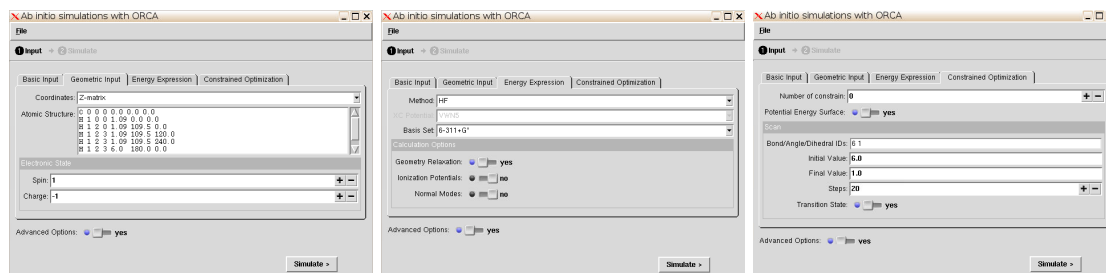 Ab initio simulations with ORCA
File
1 Input → 2 Simulate
Basic Input Geometric Input Energy Expression Constrained Optimization
Coordinates: Z-matrix
Atomic Structure: C 0 0 0 0.0 0.0 0.0
H 1 0 0 1.09 0.0 0.0
H 1 2 0 1.09 109.5 0.0
H 1 2 3 1.09 109.5 120.0
H 1 2 3 1.09 109.5 240.0
H 1 2 3 6.0 180.0 0.0
Electronic State
Spin: 1
Charge: -1
Advanced Options: yes
Simulate >
Ab initio simulations with ORCA
File
1 Input → 2 Simulate
Basic Input Geometric Input Energy Expression Constrained Optimization
Method: HF
XC Potential: VWN5
Basis Set: 6-311+G*
Calculation Options
Geometry Relaxation: yes
Ionization Potentials: no
Normal Modes: no
Advanced Options: yes
Simulate >
Ab initio simulations with ORCA
File
1 Input → 2 Simulate
Basic Input Geometric Input Energy Expression Constrained Optimization
Number of constrain: 0
Potential Energy Surface: yes
Scan
Bond/Angle/Dihedral IDs: 6 1
Initial Value: 6.0
Final Value: 1.0
Steps: 20
Transition State: yes
Advanced Options: yes
Simulate >